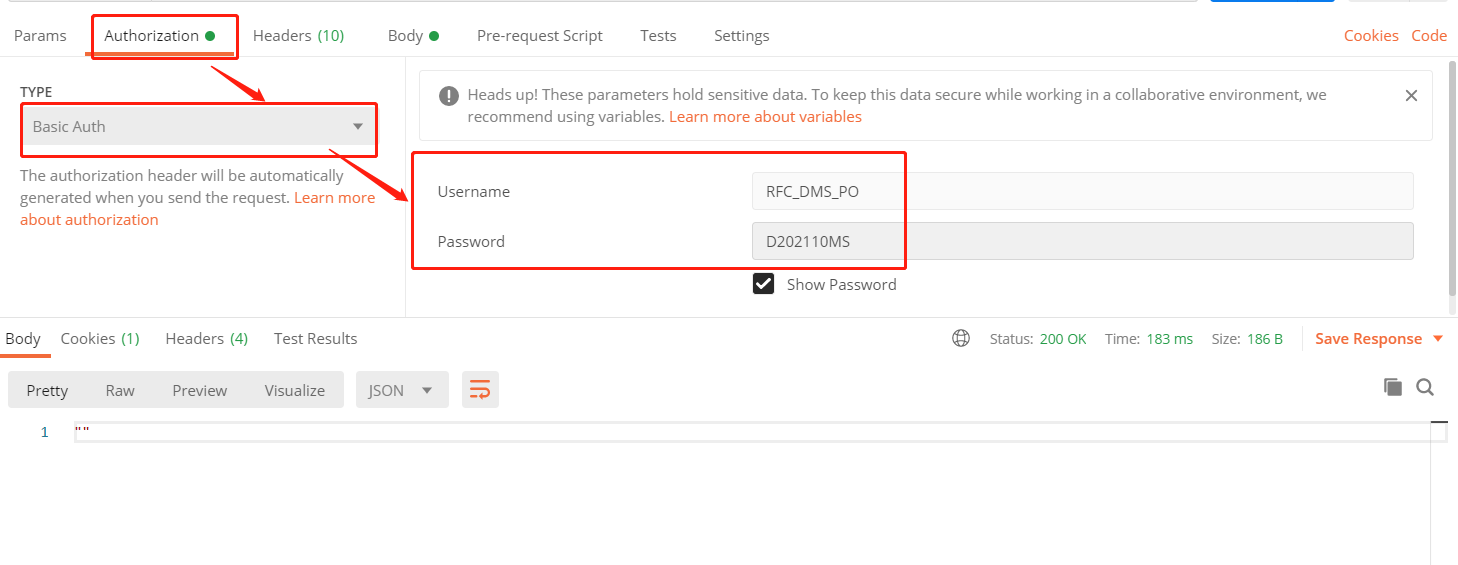 Params Authorization Headers (10) Body Pre-request Script Tests Settings Cookies Code
TYPE
Basic Auth
The authorization header will be automatically
generated when you send the request. Learn more
about authorization
Heads up! These parameters hold sensitive data. To keep this data secure while working in a collaborative environment, we
recommend using variables. Learn more about variables
Username RFC_DMS_PO
Password D202110MS
Show Password
Body Cookies (1) Headers (4) Test Results Status: 200 OK Time: 183 ms Size: 186 B Save Response
Pretty Raw Preview Visualize JSON
1 ""